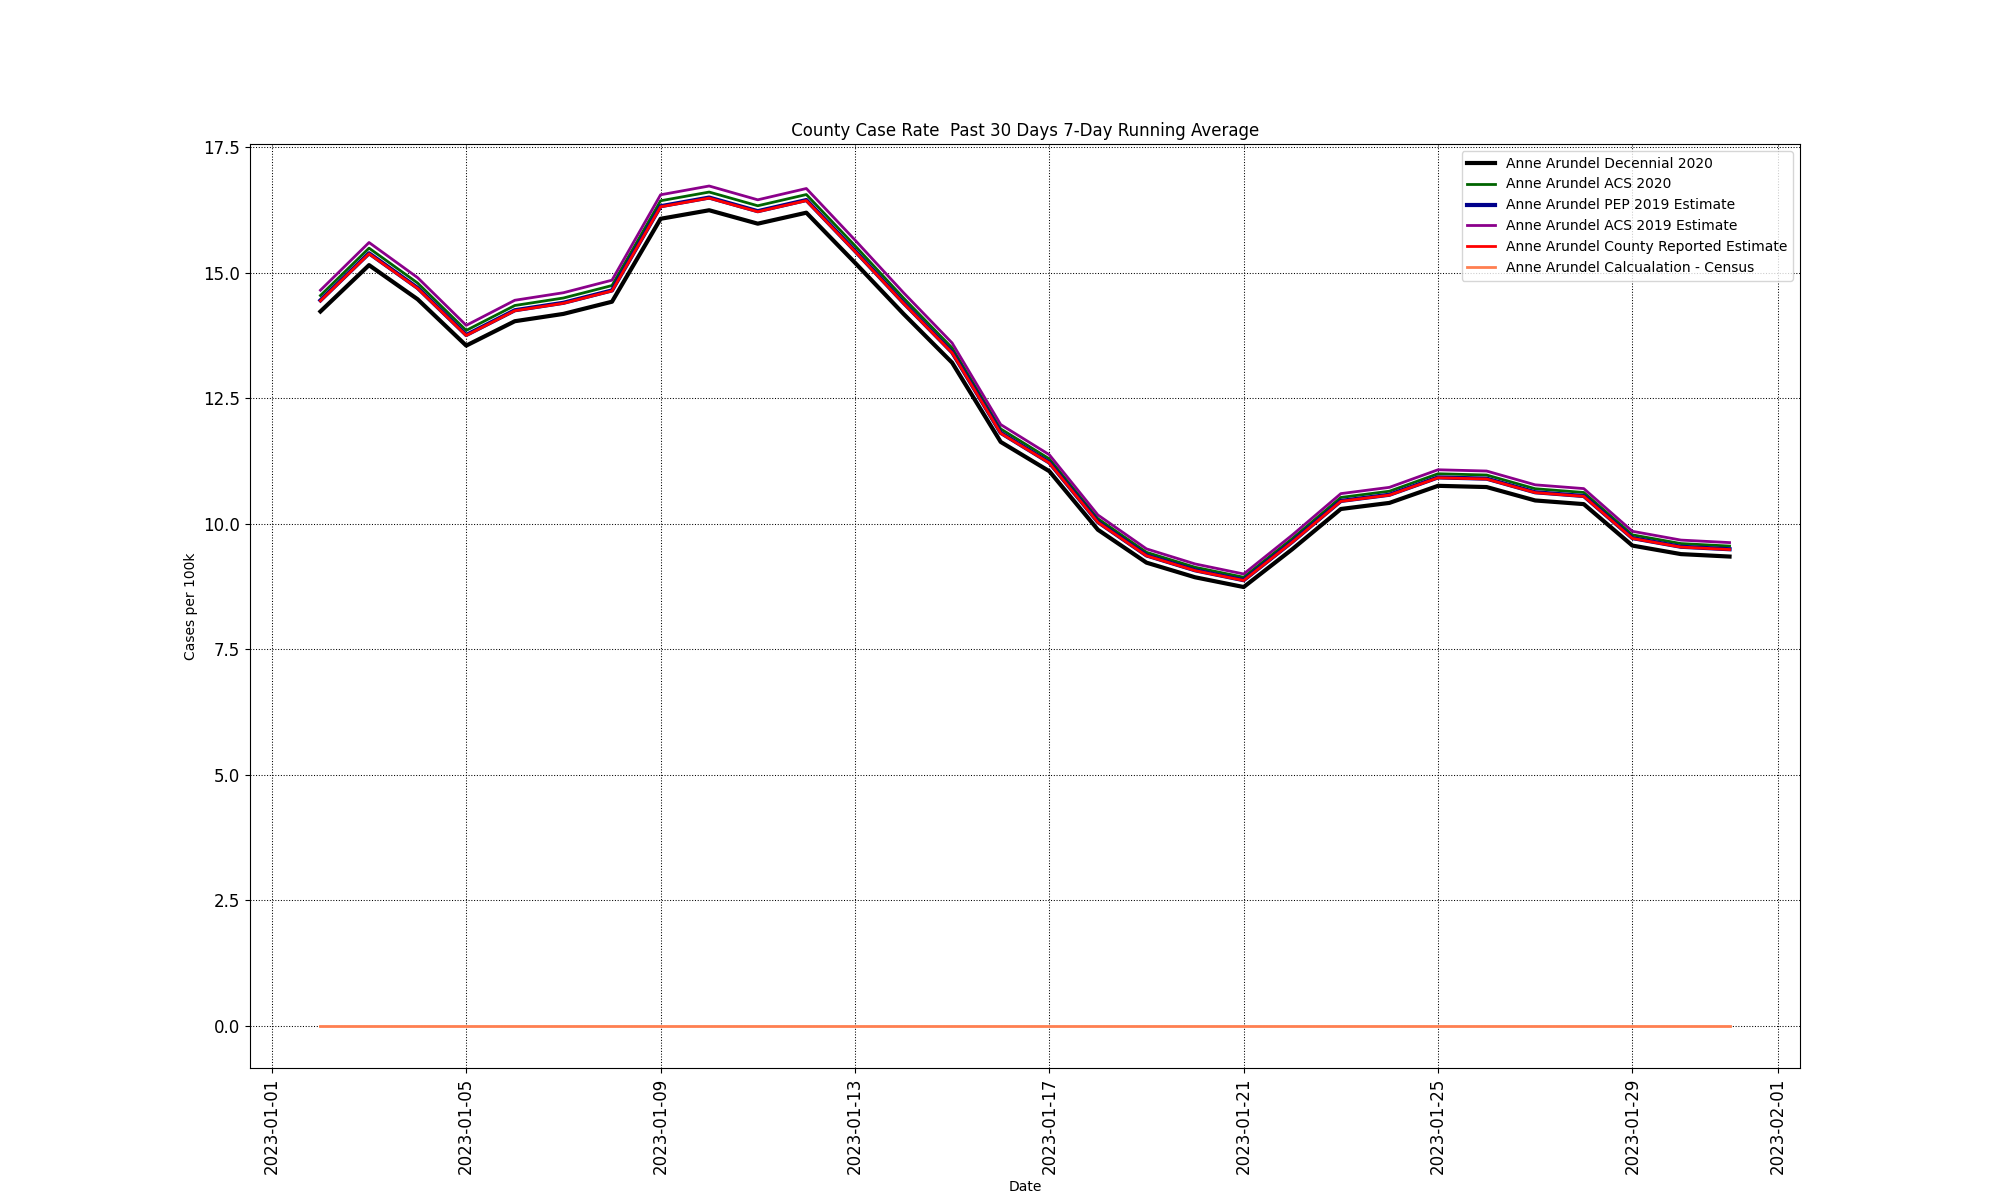 County Case Rate  Past 30 Days 7-Day Running Average
17.5
15.0
12.5
10.0
7.5
5.0
2.5
0.0
Cases per 100k
Anne Arundel Decennial 2020
Anne Arundel ACS 2020
Anne Arundel PEP 2019 Estimate
Anne Arundel ACS 2019 Estimate
Anne Arundel County Reported Estimate
Anne Arundel Calcualation - Census
2023-01-01
2023-01-05
2023-01-09
2023-01-13
2023-01-17
2023-01-21
2023-01-25
2023-01-29
2023-02-01
Date